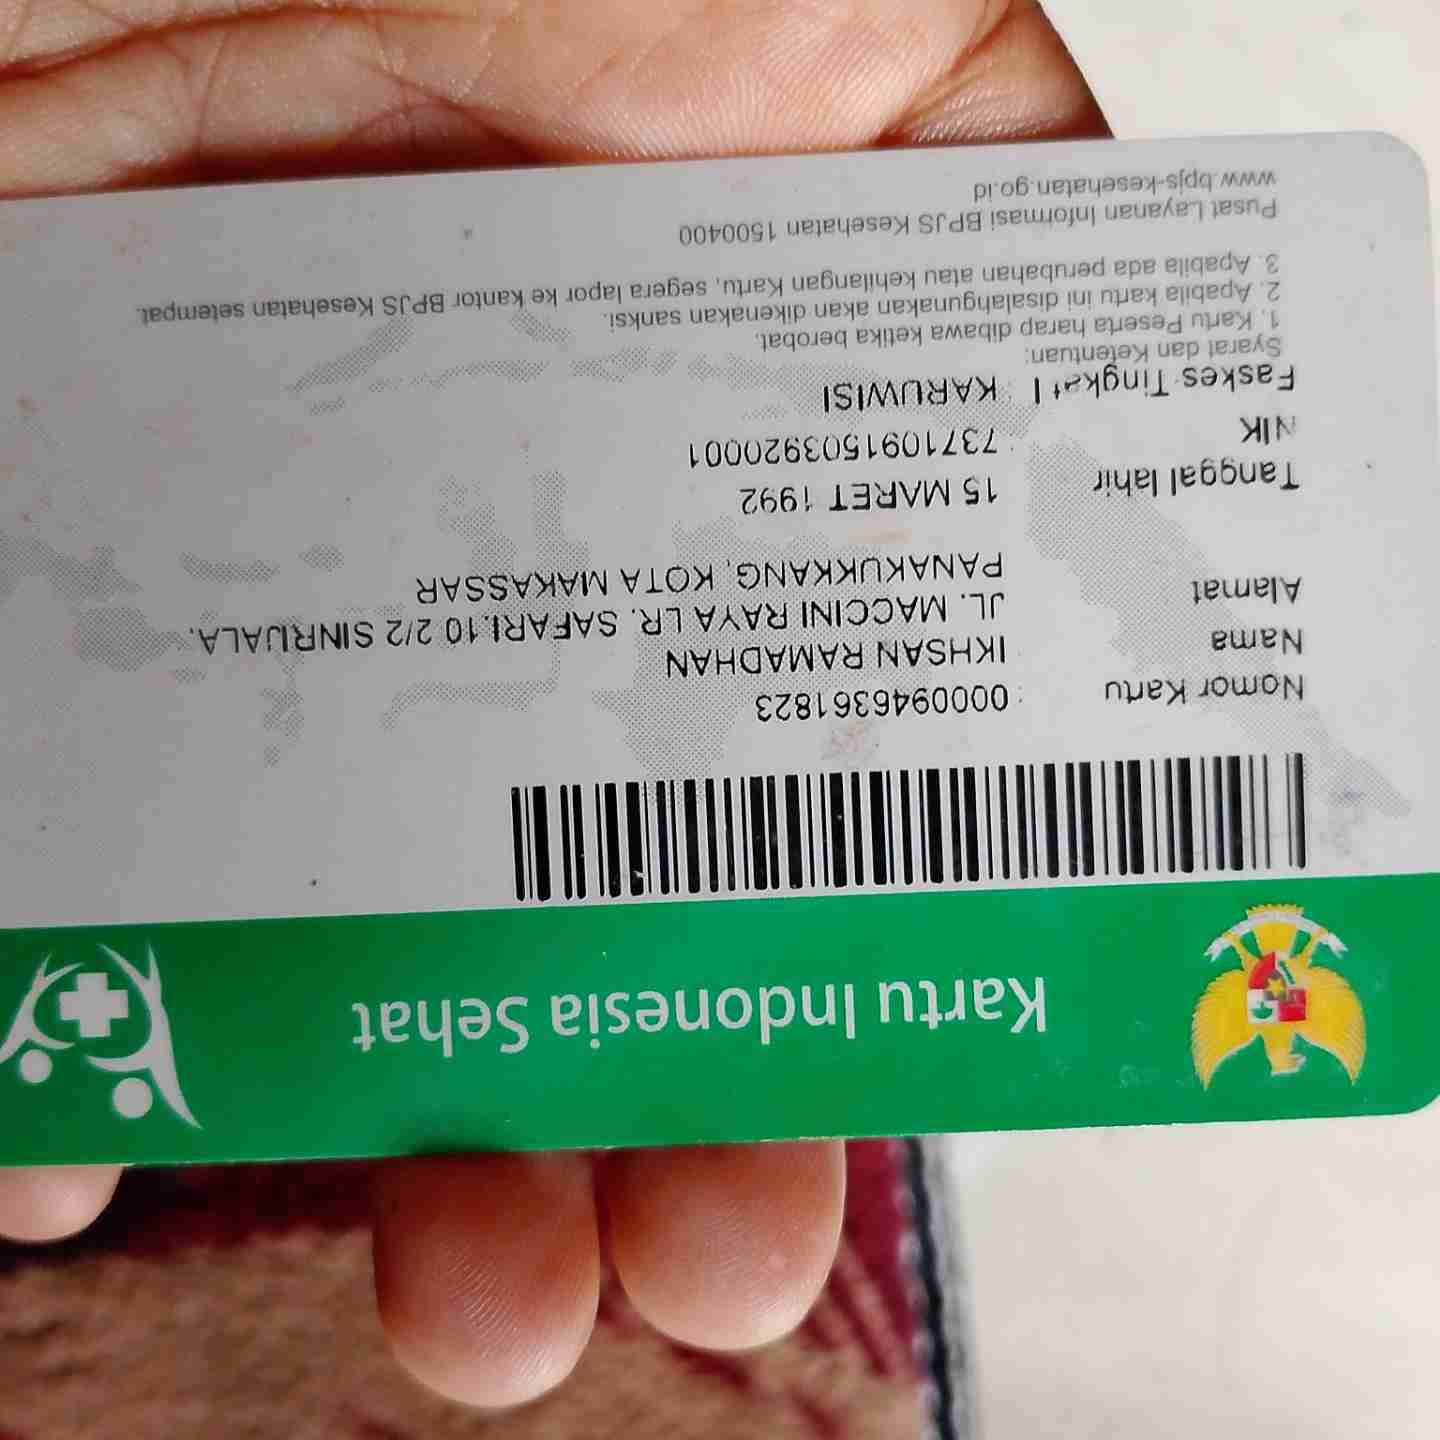 Kartu Indonesia Sehat
Nomor Kartu : 0000946361823
Nama IKHSAN RAMADHAN
Alamat JL. MACCINI RAYA LR. SAFARI.10 2/2 SINRIJALA,
PANAKUKKANG, KOTA MAKASSAR
Tanggal lahir 15 MARET 1992
NIK : 7371091503920001
Faskes Tingkat I : KARUWISI
Syarat dan Ketentuan:
1. Kartu Peserta harap dibawa ketika berobat.
2. Apabila kartu ini disalahgunakan akan dikenakan sanksi.
3. Apabila ada perubahan atau kehilangan Kartu, segera lapor ke kantor BPJS Kesehatan setempat.
Pusat Layanan Informasi BPJS Kesehatan 1500400
www.bpjs-kesehatan.go.id